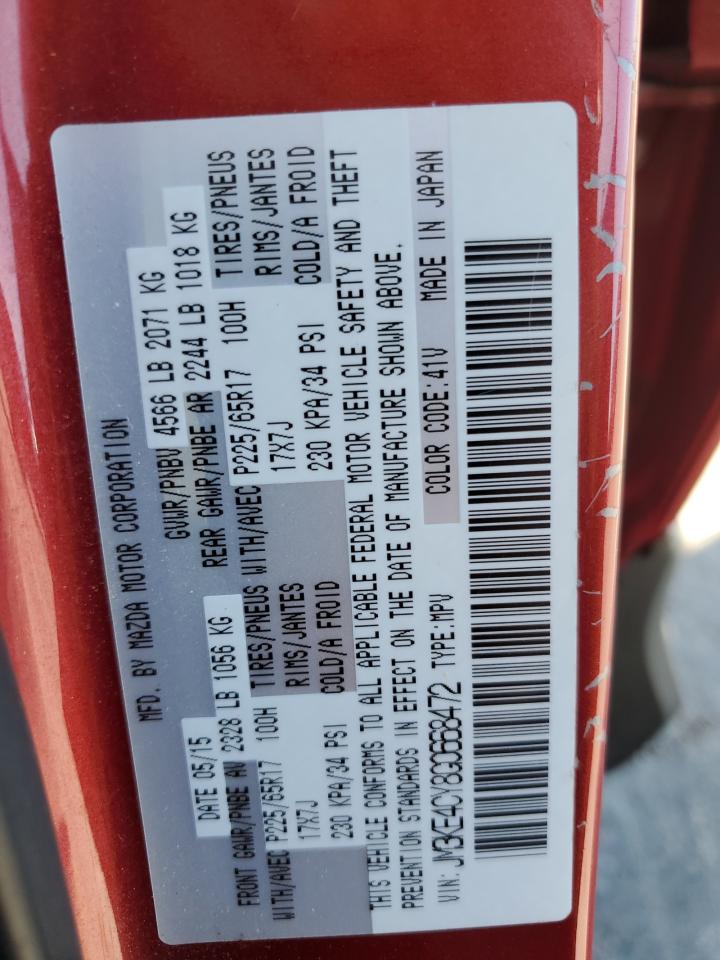 MFD. BY MAZDA MOTOR CORPORATION
DATE 05/15 GVWR/PNBV 4566 LB 2071 KG
FRONT GAWR/PNBE AV 2328 LB 1056 KG REAR GAWR/PNBE AR 2244 LB 1018 KG
WITH/AVEC P225/65R17 100H TIRES/PNEUS WITH/AVEC P225/65R17 100H TIRES/PNEUS
17X7J RIMS/JANTES 17X7J RIMS/JANTES
230 KPA/34 PSI COLD/A FROID 230 KPA/34 PSI COLD/A FROID
THIS VEHICLE CONFORMS TO ALL APPLICABLE FEDERAL MOTOR VEHICLE SAFETY AND THEFT
PREVENTION STANDARDS IN EFFECT ON THE DATE OF MANUFACTURE SHOWN ABOVE.
COLOR CODE:41V MADE IN JAPAN
VIN: JM3KE4CY8G0668472 TYPE:MPV